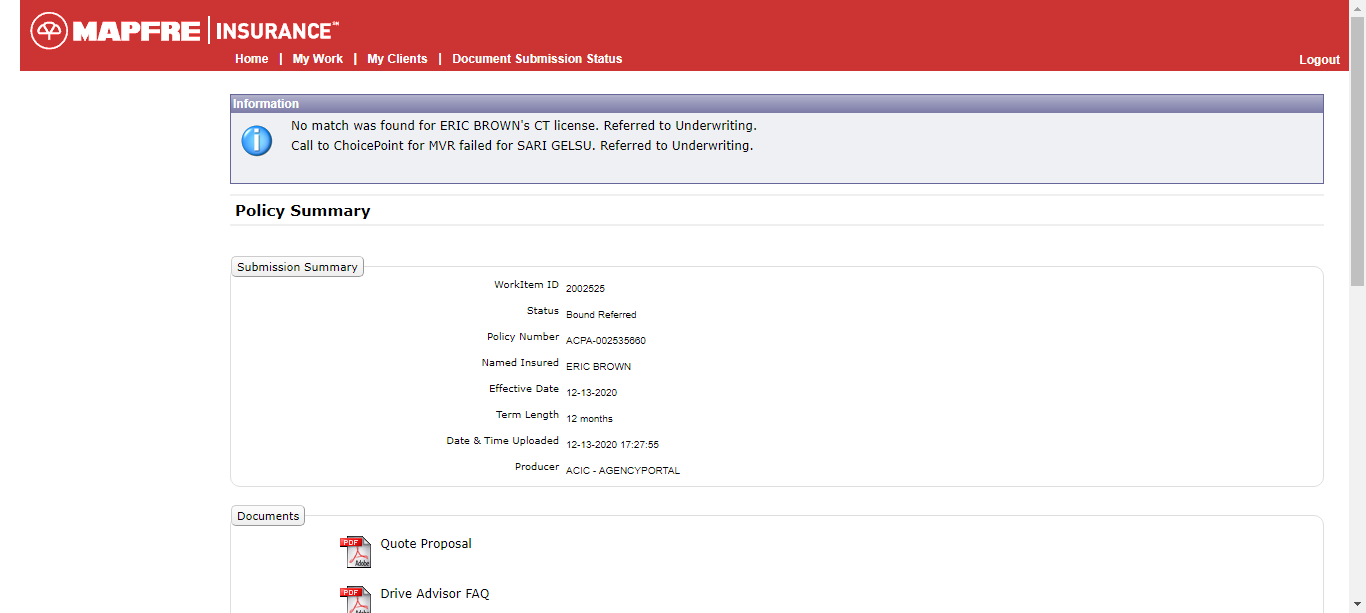 MAPFRE | INSURANCE℠
Home | My Work | My Clients | Document Submission Status
Logout
Information
No match was found for ERIC BROWN's CT license. Referred to Underwriting.
Call to ChoicePoint for MVR failed for SARI GELSU. Referred to Underwriting.
Policy Summary
Submission Summary
WorkItem ID 2002525
Status Bound Referred
Policy Number ACPA-002535660
Named Insured ERIC BROWN
Effective Date 12-13-2020
Term Length 12 months
Date & Time Uploaded 12-13-2020 17:27:55
Producer ACIC - AGENCYPORTAL
Documents
PDF Adobe Quote Proposal
PDF Adobe Drive Advisor FAQ